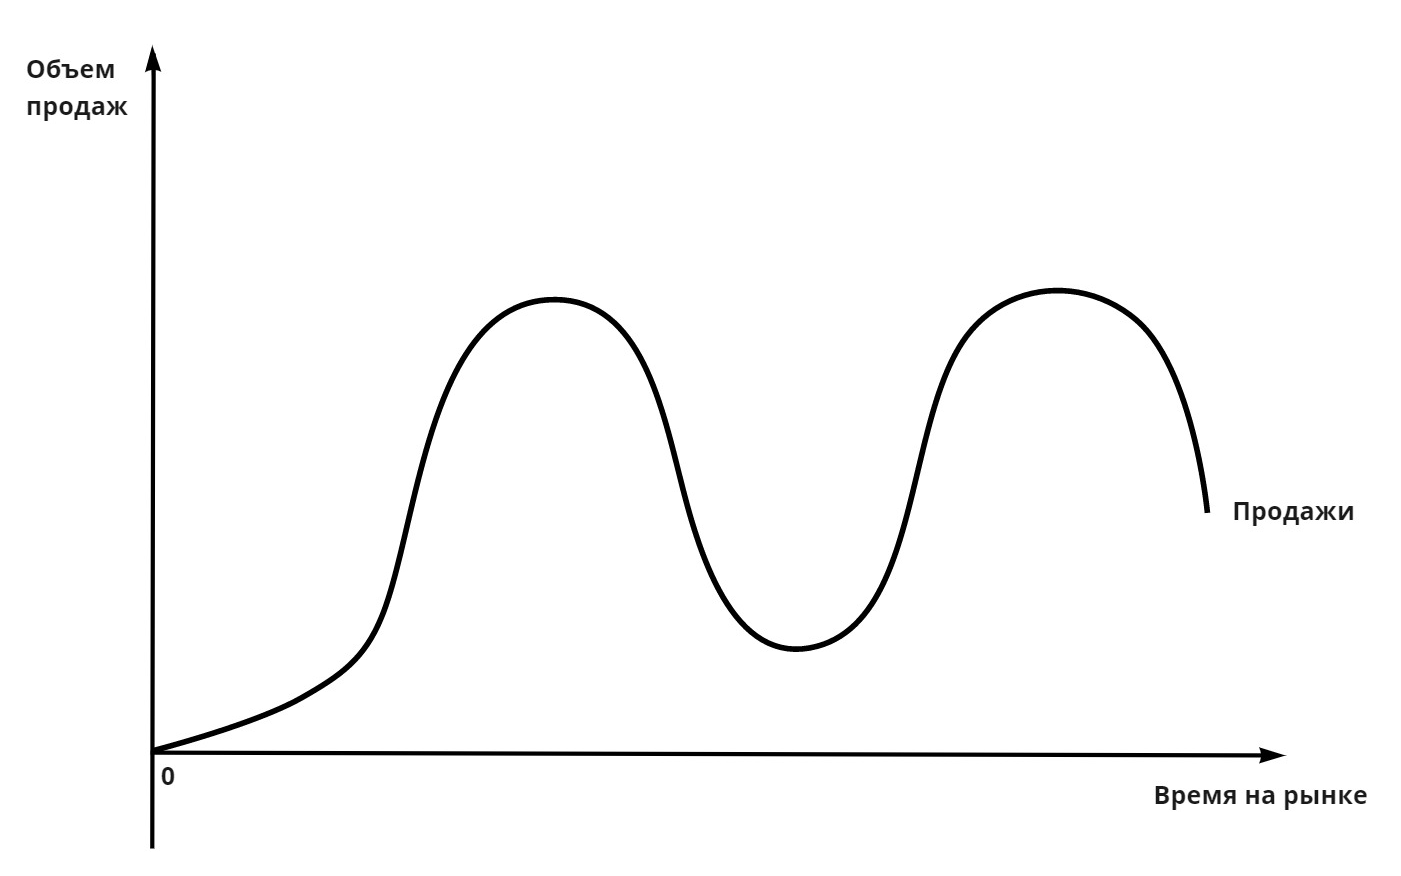 Объем
продаж
Продажи
0
Время на рынке